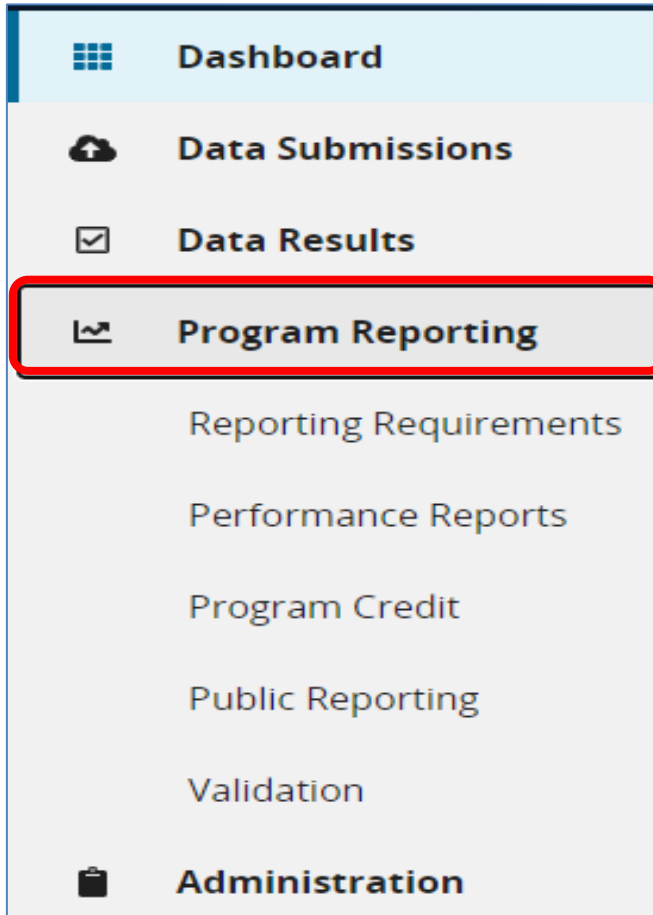 Dashboard
Data Submissions
Data Results
Program Reporting
Reporting Requirements
Performance Reports
Program Credit
Public Reporting
Validation
Administration